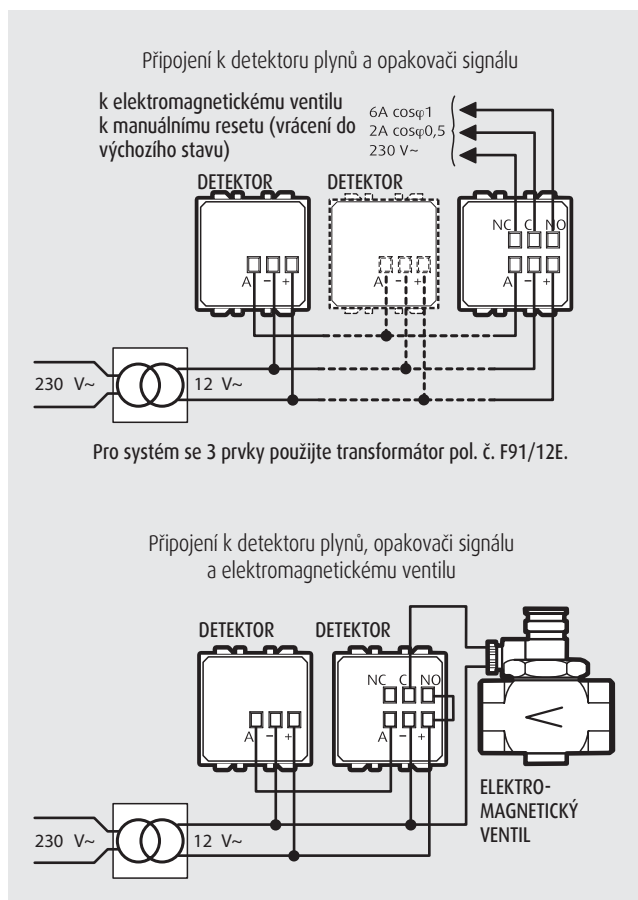 Připojení k detektoru plynů a opakovači signálu
k elektromagnetickému ventilu
k manuálnímu resetu (vrácení do
výchozího stavu)
6A cosφ1
2A cosφ0,5
230 V~
DETEKTOR
DETEKTOR
NC C NO
A - +
A - +
A - +
230 V~
12 V~
Pro systém se 3 prvky použijte transformátor pol. č. F91/12E.
Připojení k detektoru plynů, opakovači signálu
a elektromagnetickému ventilu
DETEKTOR
DETEKTOR
NC C NO
A - +
A - +
ELEKTRO-
MAGNETICKÝ
VENTIL
230 V~
12 V~